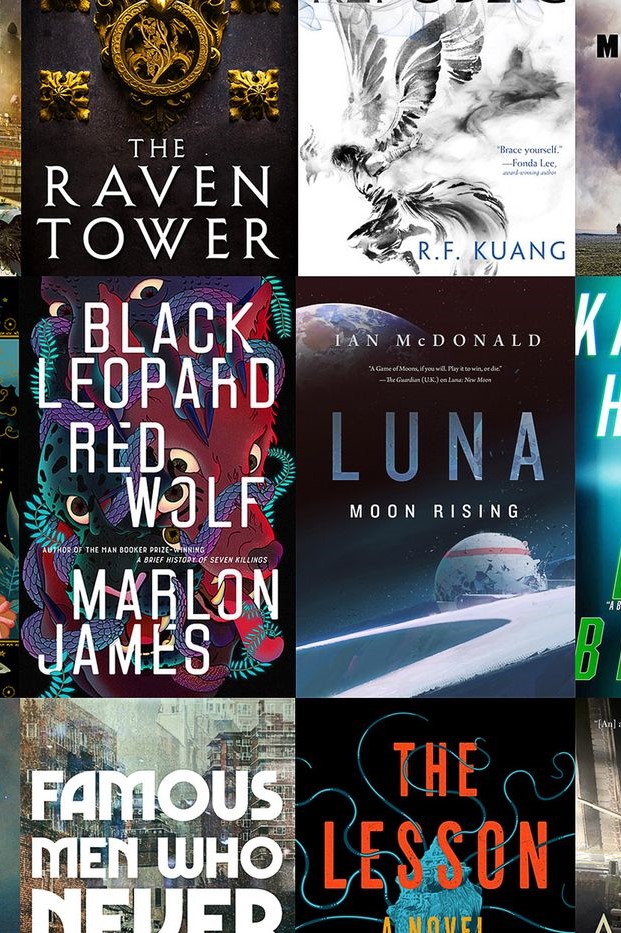 THE
RAVEN
TOWER
"Brace yourself."
—Fonda Lee,
award-winning author
R.F. KUANG
M
BLACK
LEOPARD
RED
WOLF
AUTHOR OF THE MAN BOOKER PRIZE-WINNING
A BRIEF HISTORY OF SEVEN KILLINGS
MARLON
JAMES
IAN McDONALD
"A Game of Moons, if you will. Play it to win, or die."
—The Guardian (U.K.) on Luna: New Moon
LUNA
MOON RISING
H
B
FAMOUS
MEN WHO
NEVER
THE
LESSON
A NOVEL
"[An] a